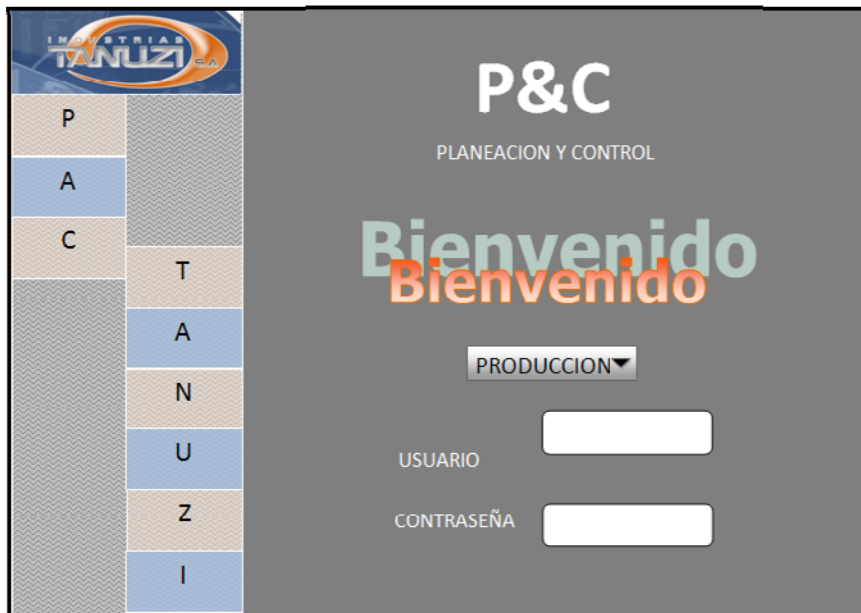 INDUSTRIAS
TANUZI S.A.
P
A
C
T
A
N
U
Z
I
P&C
PLANEACION Y CONTROL
Bienvenido
Bienvenido
PRODUCCION
USUARIO
CONTRASEÑA